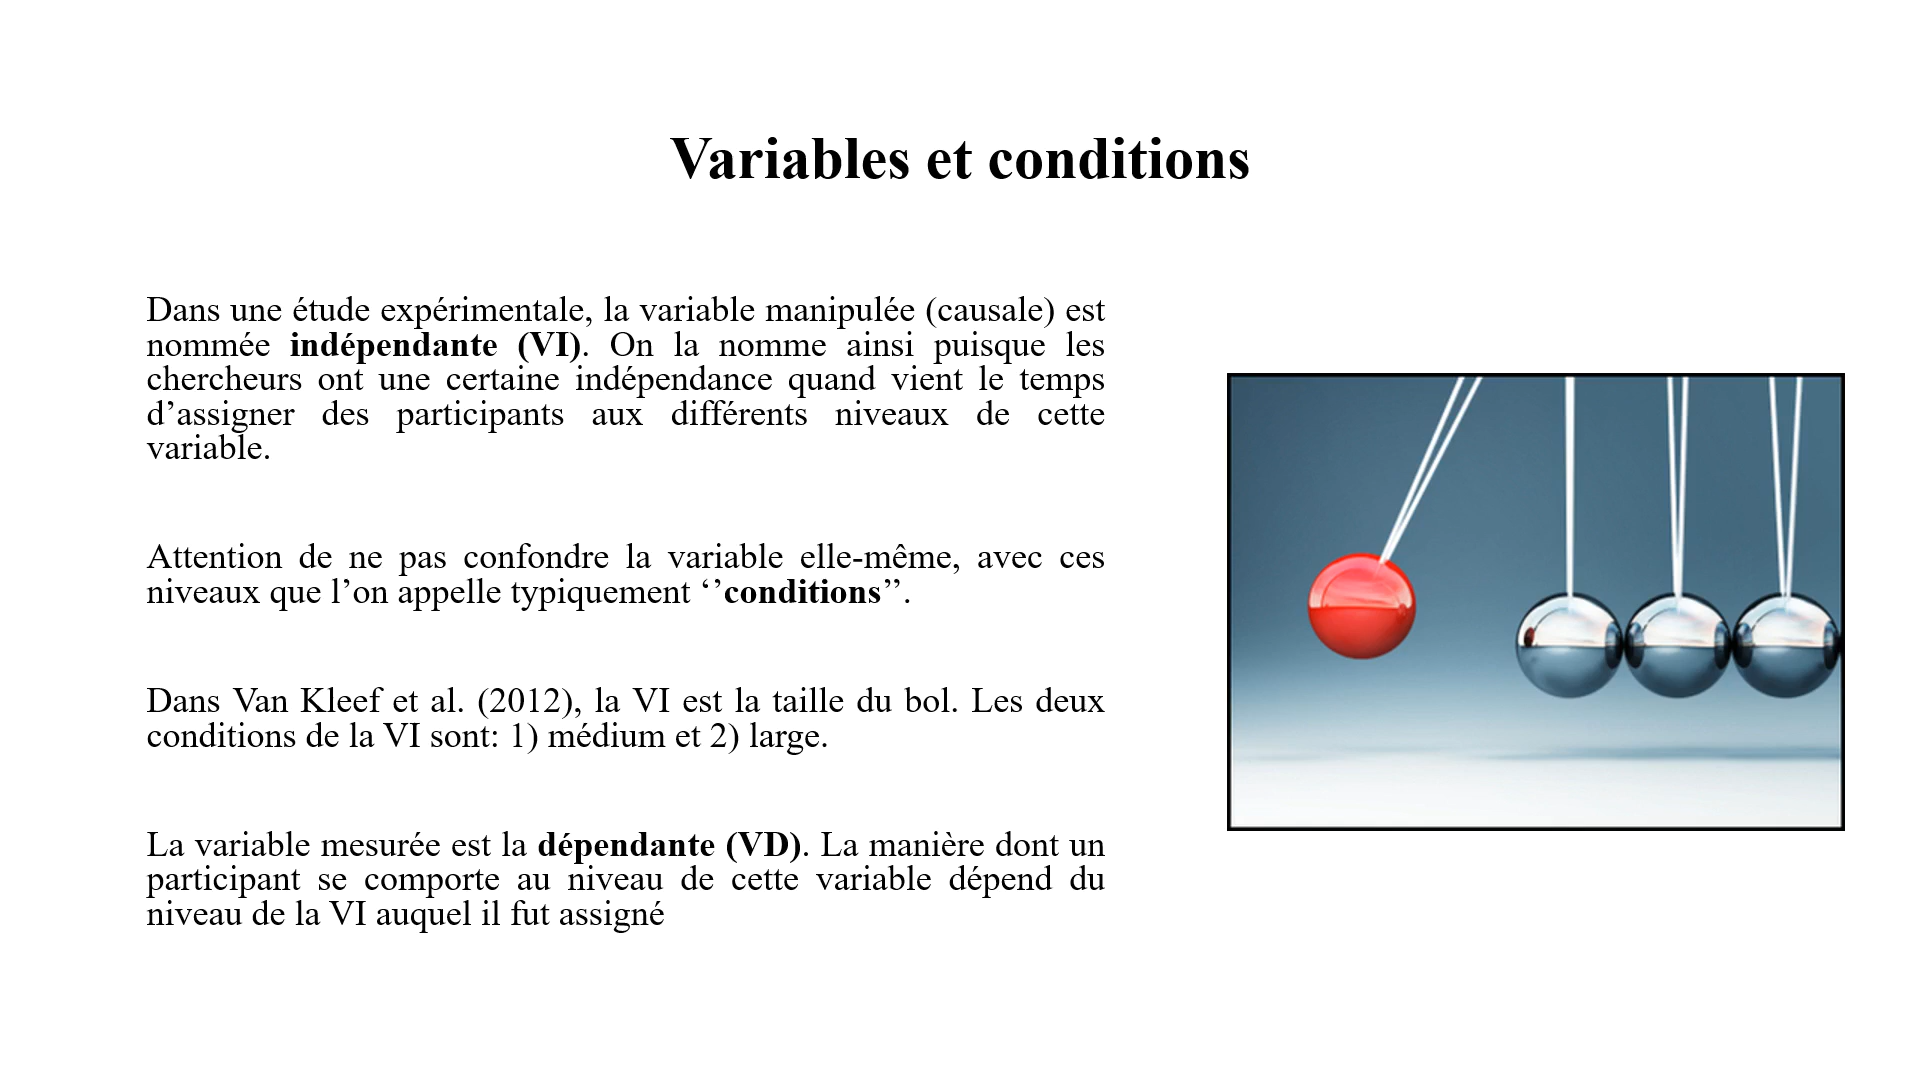 Variables et conditions
Dans une étude expérimentale, la variable manipulée (causale) est
nommée indépendante (VI). On la nomme ainsi puisque les
chercheurs ont une certaine indépendance quand vient le temps
d’assigner des participants aux différents niveaux de cette
variable.
Attention de ne pas confondre la variable elle-même, avec ces
niveaux que l’on appelle typiquement ‘’conditions’’.
Dans Van Kleef et al. (2012), la VI est la taille du bol. Les deux
conditions de la VI sont: 1) médium et 2) large.
La variable mesurée est la dépendante (VD). La manière dont un
participant se comporte au niveau de cette variable dépend du
niveau de la VI auquel il fut assigné